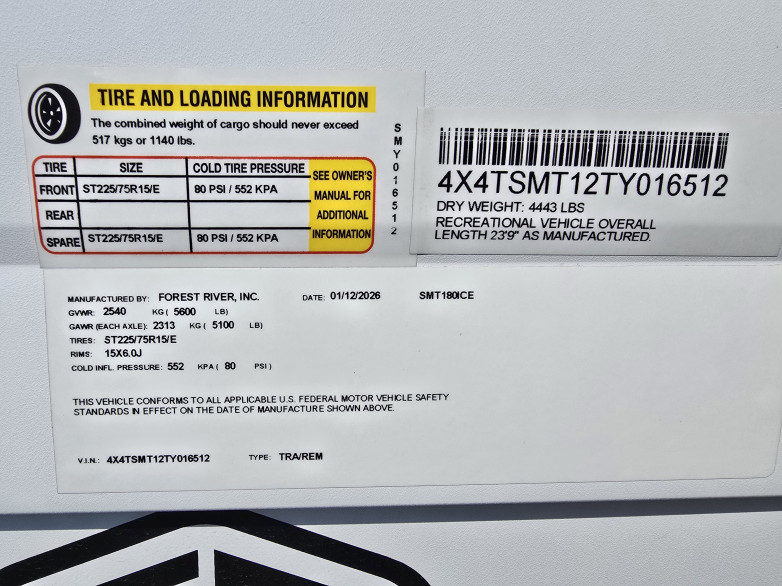 TIRE AND LOADING INFORMATION
The combined weight of cargo should never exceed
517 kgs or 1140 lbs.
TIRE SIZE COLD TIRE PRESSURE SEE OWNER'S
MANUAL FOR
ADDITIONAL
INFORMATION
FRONT ST225/75R15/E 80 PSI / 552 KPA
REAR
SPARE ST225/75R15/E 80 PSI / 552 KPA
SMY016512
4X4TSMT12TY016512
DRY WEIGHT: 4443 LBS
RECREATIONAL VEHICLE OVERALL
LENGTH 23'9" AS MANUFACTURED.
MANUFACTURED BY: FOREST RIVER, INC. DATE: 01/12/2026 SMT180ICE
GVWR: 2540 KG ( 5600 LB)
GAWR (EACH AXLE): 2313 KG ( 5100 LB)
TIRES: ST225/75R15/E
RIMS: 15X6.0J
COLD INFL. PRESSURE: 552 KPA ( 80 PSI )
THIS VEHICLE CONFORMS TO ALL APPLICABLE U.S. FEDERAL MOTOR VEHICLE SAFETY
STANDARDS IN EFFECT ON THE DATE OF MANUFACTURE SHOWN ABOVE.
V.I.N.: 4X4TSMT12TY016512 TYPE: TRA/REM